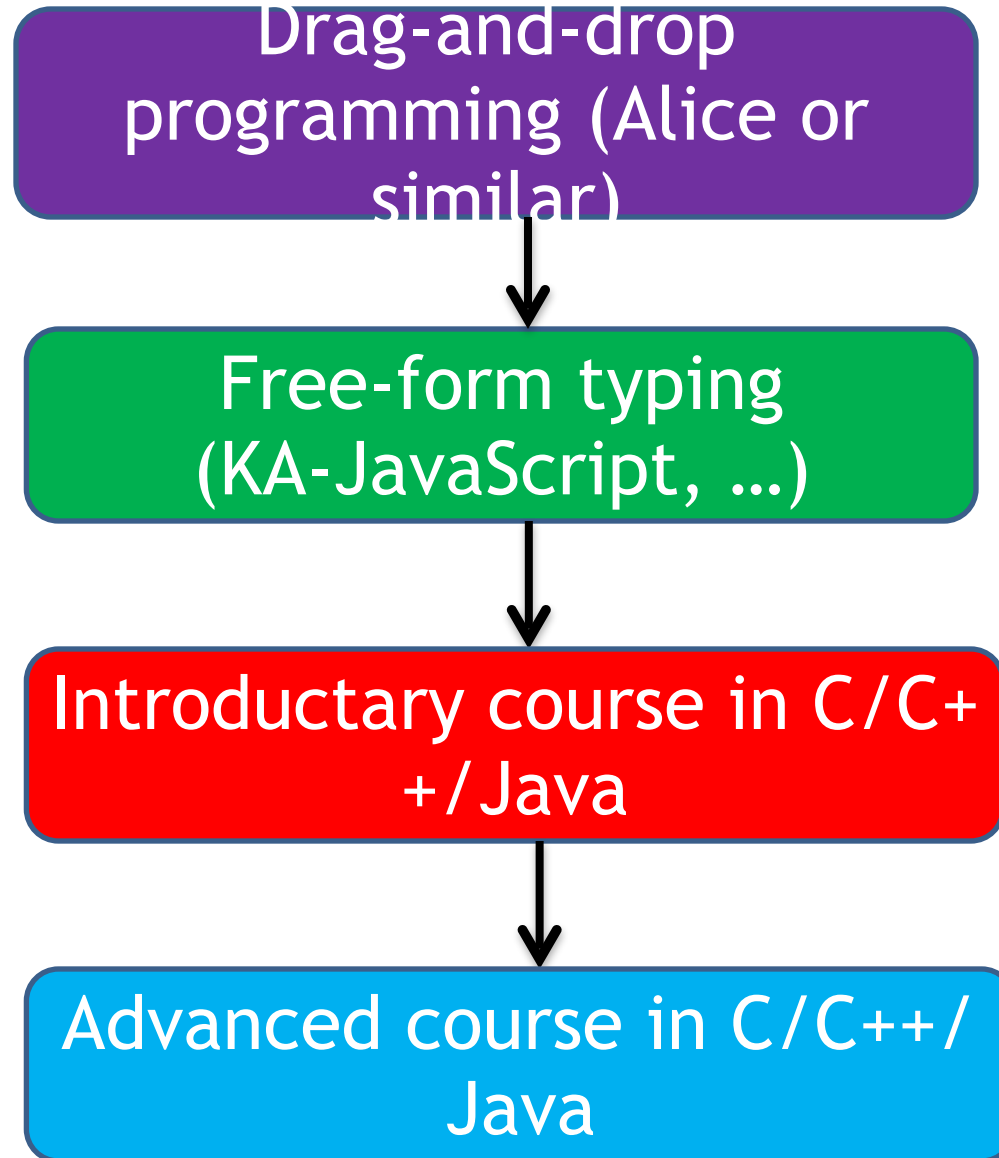 Drag-and-drop
programming (Alice or
similar)
Free-form typing
(KA-JavaScript, …)
Introductary course in C/C+
+/Java
Advanced course in C/C++/
Java